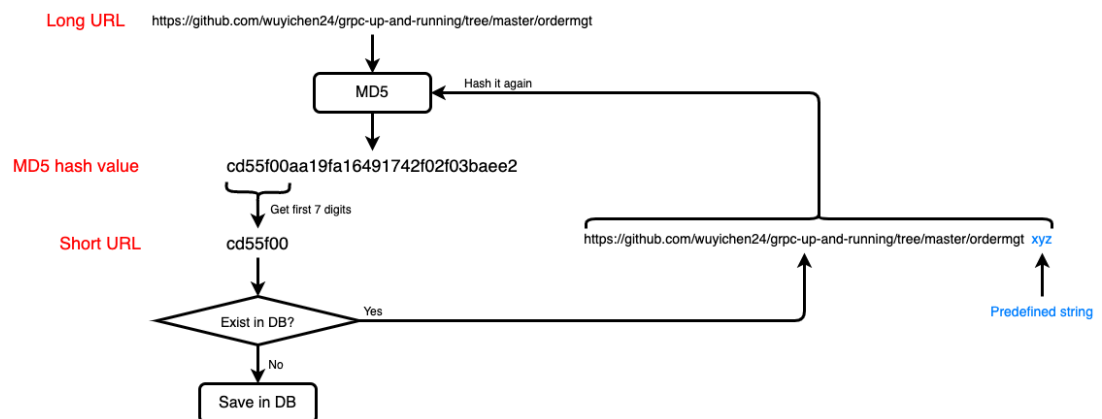 Long URL
https://github.com/wuyichen24/grpc-up-and-running/tree/master/ordermgt
MD5
Hash it again
MD5 hash value
cd55f00aa19fa16491742f02f03baee2
Get first 7 digits
Short URL
cd55f00
https://github.com/wuyichen24/grpc-up-and-running/tree/master/ordermgt xyz
Exist in DB?
Yes
Predefined string
No
Save in DB